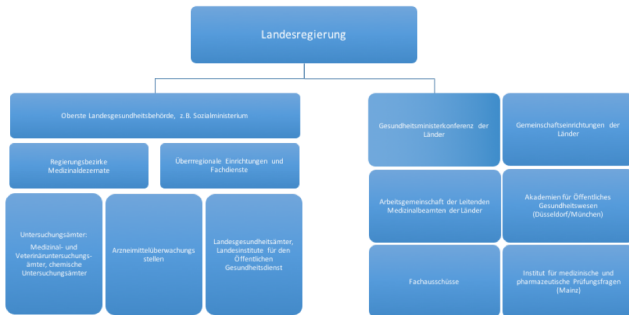 Landesregierung
Oberste Landesgesundheitsbehörde, z.B. Sozialministerium
Regierungsbezirke
Medizinaldezernate
Überregionale Einrichtungen und
Fachdienste
Untersuchungsämter:
Medizinal- und
Veterinäruntersuchungs-
ämter, chemische
Untersuchungsämter
Arzneimittelüberwachungs
stellen
Landesgesundheitsämter,
Landesinstitute für den
Öffentlichen
Gesundheitsdienst
Gesundheitsministerkonferenz der
Länder
Gemeinschaftseinrichtungen der
Länder
Arbeitsgemeinschaft der Leitenden
Medizinalbeamten der Länder
Akademien für Öffentliches
Gesundheitswesen
(Düsseldorf/München)
Fachausschüsse
Institut für medizinische und
pharmazeutische Prüfungsfragen
(Mainz)